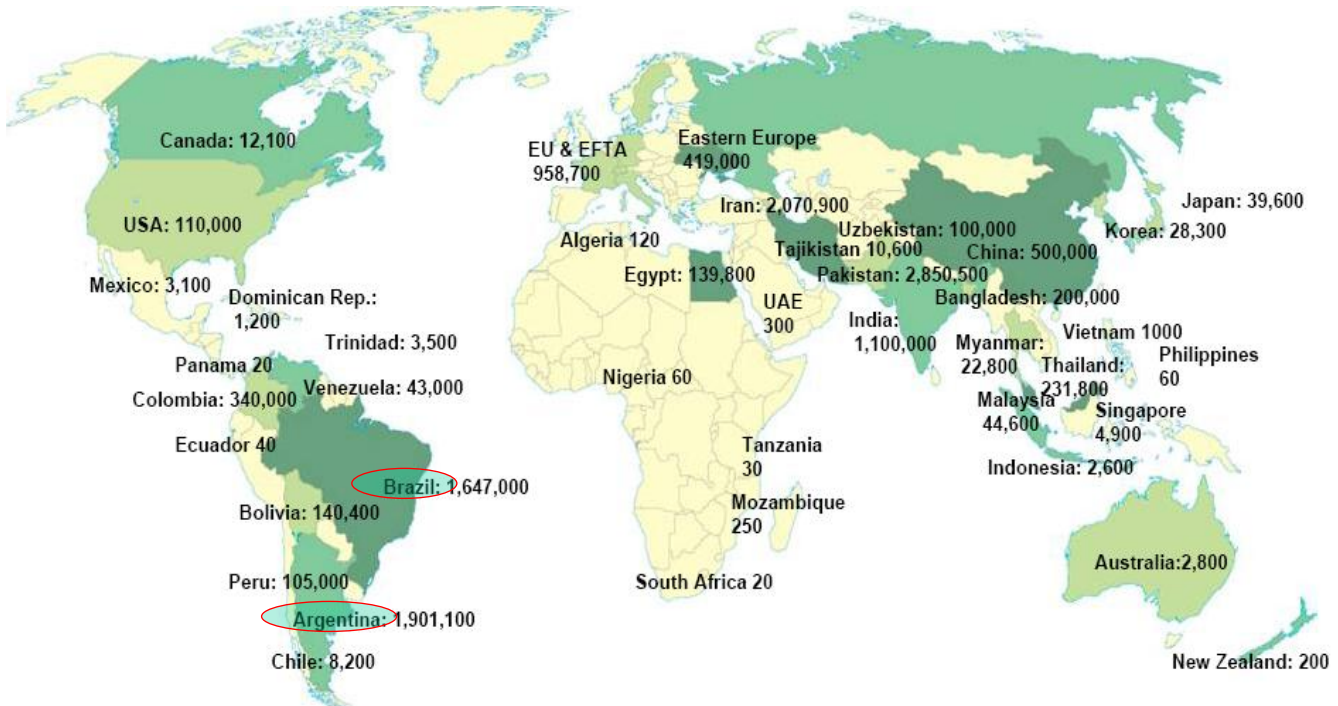 Canada: 12,100
USA: 110,000
Mexico: 3,100
Dominican Rep.:
1,200
Trinidad: 3,500
Panama 20
Venezuela: 43,000
Colombia: 340,000
Ecuador 40
Brazil: 1,647,000
Bolivia: 140,400
Peru: 105,000
Argentina: 1,901,100
Chile: 8,200
EU & EFTA
958,700
Eastern Europe
419,000
Algeria 120
Egypt: 139,800
Nigeria 60
Tanzania
30
Mozambique
250
South Africa 20
Iran: 2,070,900
Uzbekistan: 100,000
Tajikistan 10,600
Pakistan: 2,850,500
UAE
300
India:
1,100,000
China: 500,000
Bangladesh: 200,000
Japan: 39,600
Korea: 28,300
Myanmar:
22,800
Vietnam 1000
Thailand:
231,800
Philippines
60
Malaysia
44,600
Singapore
4,900
Indonesia: 2,600
Australia:2,800
New Zealand: 200